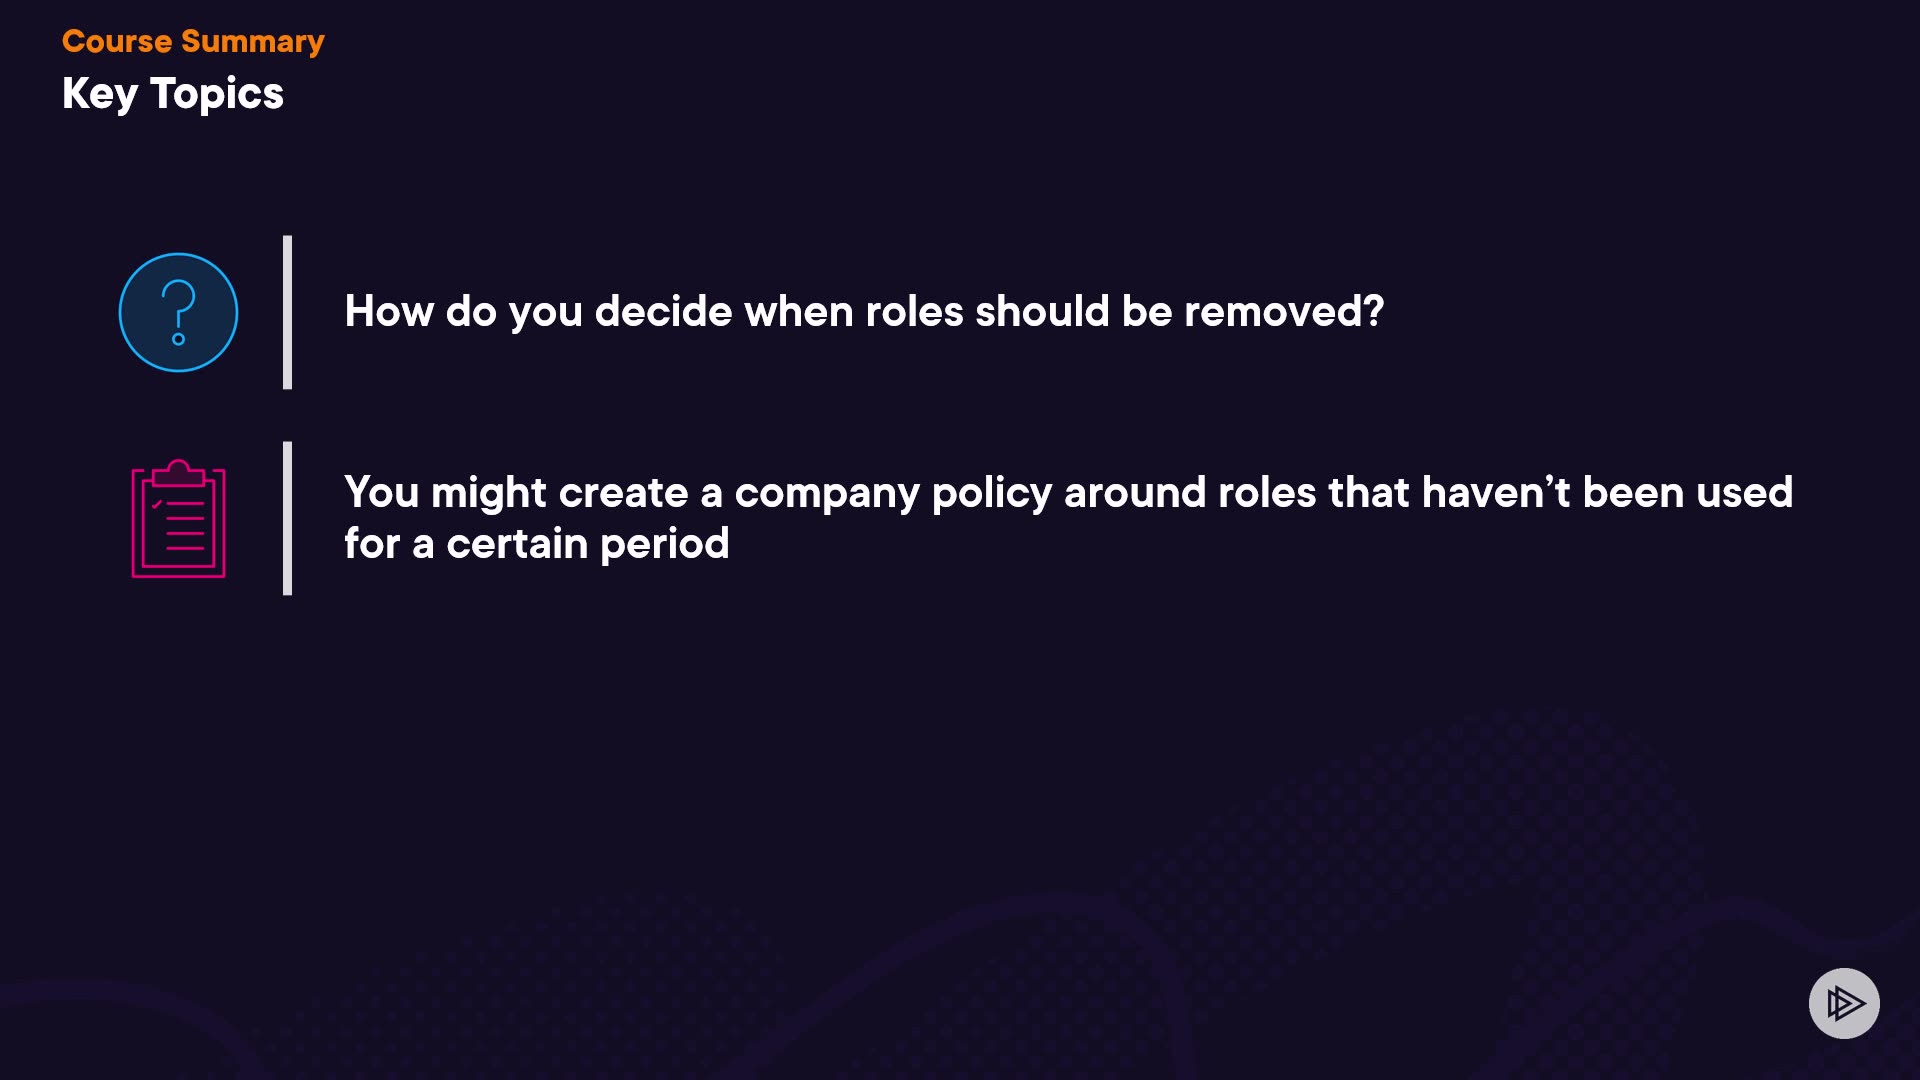 Course Summary
Key Topics
How do you decide when roles should be removed?
You might create a company policy around roles that haven’t been used
for a certain period